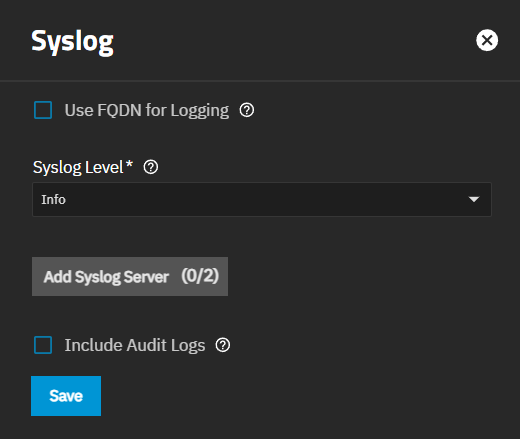 Syslog
Use FQDN for Logging
Syslog Level*
Info
Add Syslog Server (0/2)
Include Audit Logs
Save